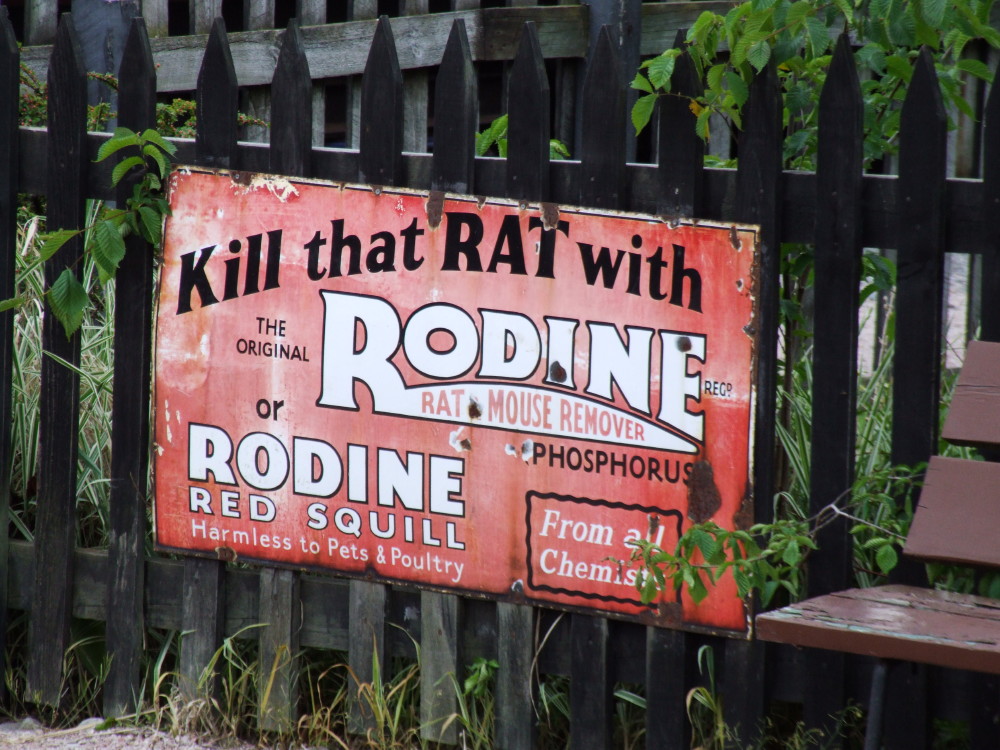 Kill that RAT with
THE
ORIGINAL
RODINE
REGD
RAT & MOUSE REMOVER
PHOSPHORUS
or
RODINE
RED SQUILL
Harmless to Pets & Poultry
From all
Chemists